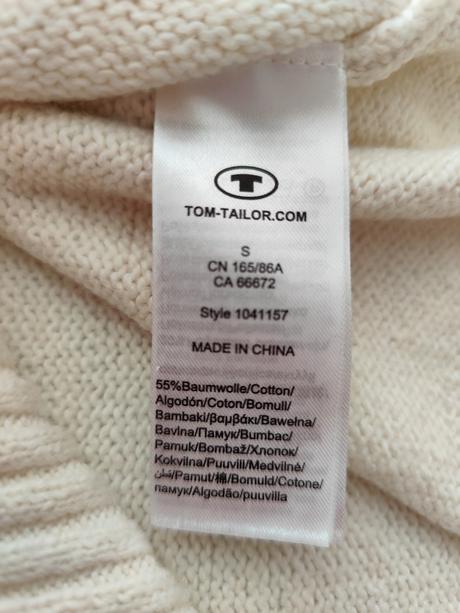 T
TOM-TAILOR.COM
S
CN 165/86A
CA 66672
Style 1041157
MADE IN CHINA
55%Baumwolle/Cotton/
Algodón/Coton/Bomull/
Bambaki/βαμβάκι/Bawełna/
Bavlna/Памук/Bumbac/
Pamuk/Bombaž/Хлопок/
Kokvilna/Puuvill/Medvilnė/
قطن/Pamut/棉/Bomuld/Cotone/
памук/Algodão/puuvilla